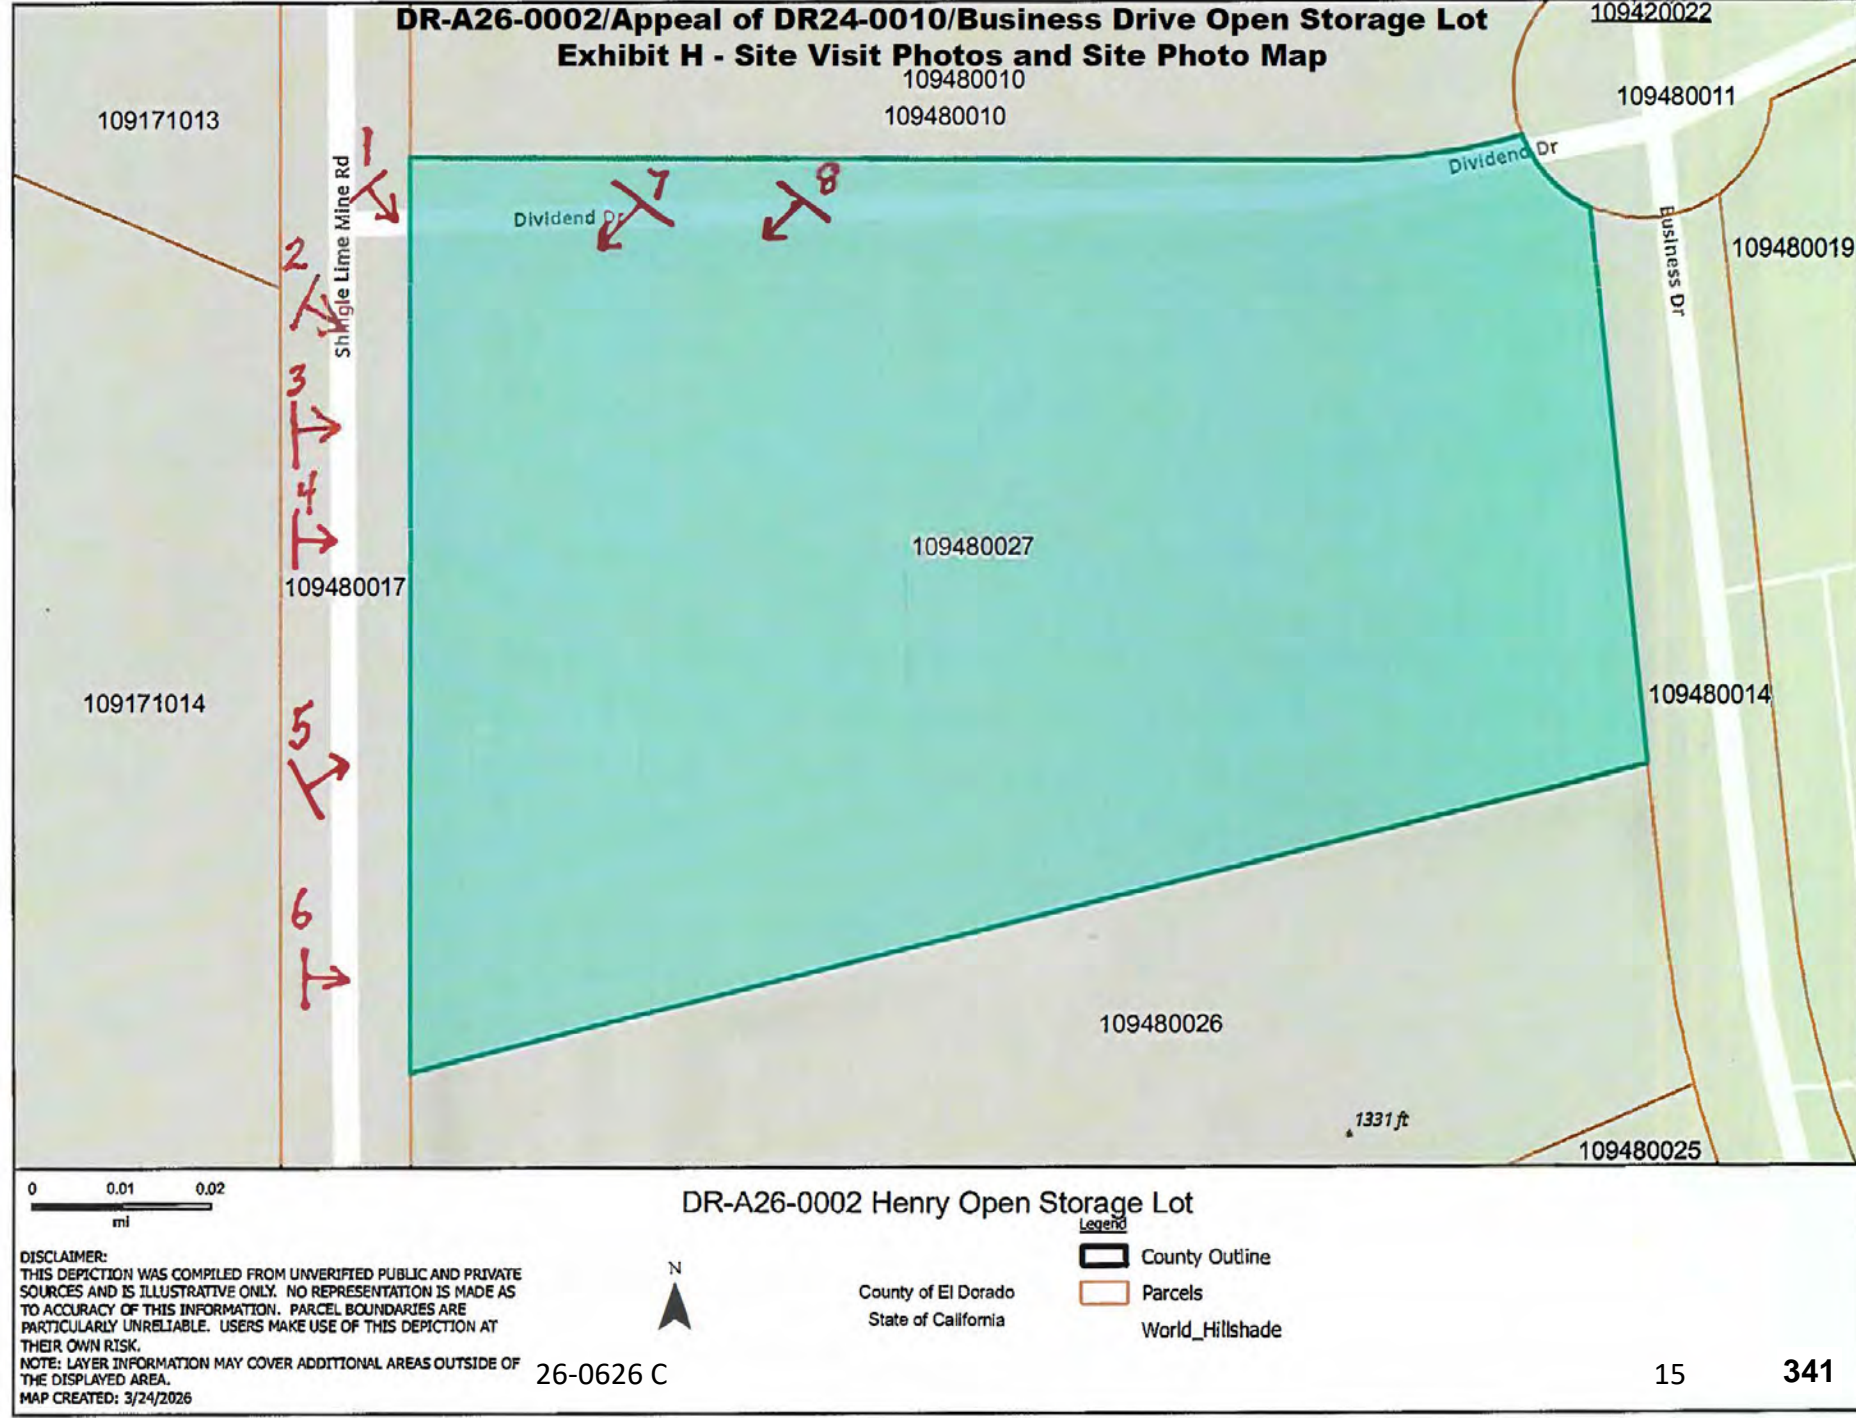 DR-A26-0002/Appeal of DR24-0010/Business Drive Open Storage Lot
Exhibit H - Site Visit Photos and Site Photo Map
109420022
109480010
109480010
109480011
109171013
Shingle Lime Mine Rd
1
7
8
Dividend Dr
Dividend Dr
Business Dr
109480019
2
3
4
109480017
109480027
109171014
5
109480014
6
109480026
1331 ft
109480025
0 0.01 0.02
mi
DR-A26-0002 Henry Open Storage Lot
Legend
County Outline
Parcels
World_Hillshade
N
County of El Dorado
State of California
DISCLAIMER:
THIS DEPICTION WAS COMPILED FROM UNVERIFIED PUBLIC AND PRIVATE
SOURCES AND IS ILLUSTRATIVE ONLY. NO REPRESENTATION IS MADE AS
TO ACCURACY OF THIS INFORMATION. PARCEL BOUNDARIES ARE
PARTICULARLY UNRELIABLE. USERS MAKE USE OF THIS DEPICTION AT
THEIR OWN RISK.
NOTE: LAYER INFORMATION MAY COVER ADDITIONAL AREAS OUTSIDE OF
THE DISPLAYED AREA.
MAP CREATED: 3/24/2026
26-0626 C
15
341